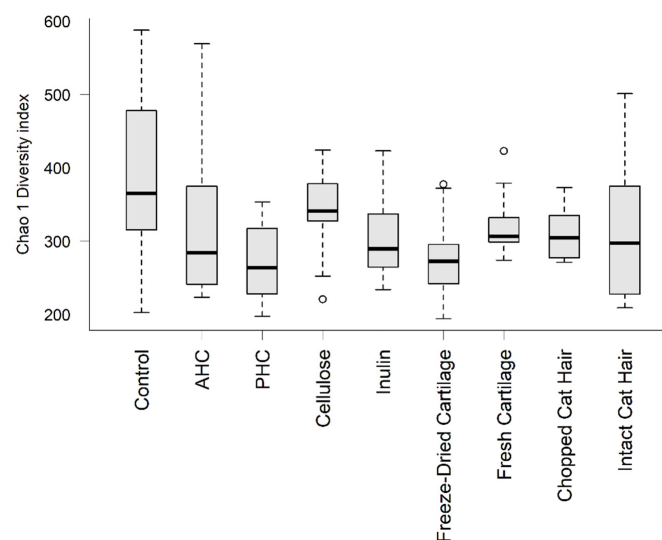 600
500
400
300
200
Chao 1 Diversity index
Control
AHC
PHC
Cellulose
Inulin
Freeze-Dried Cartilage
Fresh Cartilage
Chopped Cat Hair
Intact Cat Hair